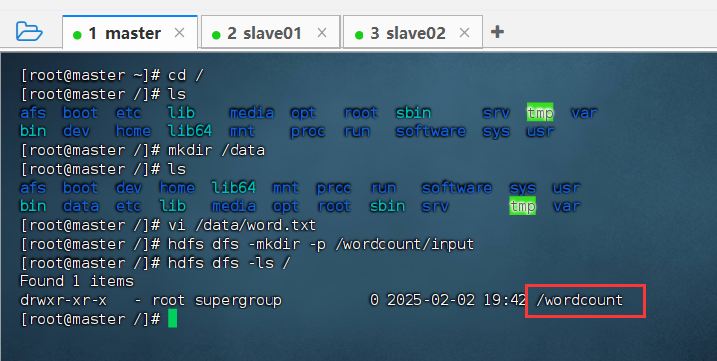 1 master × 2 slave01 × 3 slave02 × +
[root@master ~]# cd /
[root@master /]# ls
afs boot etc lib media opt root sbin srv tmp var
bin dev home lib64 mnt proc run software sys usr
[root@master /]# mkdir /data
[root@master /]# ls
afs boot dev home lib64 mnt proc run software sys usr
bin data etc lib media opt root sbin srv tmp var
[root@master /]# vi /data/word.txt
[root@master /]# hdfs dfs -mkdir -p /wordcount/input
[root@master /]# hdfs dfs -ls /
Found 1 items
drwxr-xr-x - root supergroup 0 2025-02-02 19:42 /wordcount
[root@master /]#